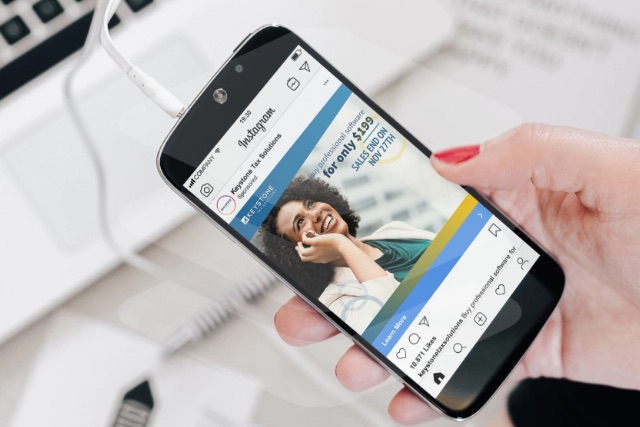 COMPANY
19:30
Instagram
Keystone Tax Solutions
Sponsored
KEYSTONE
Buy professional software
for only $199
SALES END ON
NOV 27TH
Learn More
10.871 Likes
keystonetaxsolutions Buy professional software for